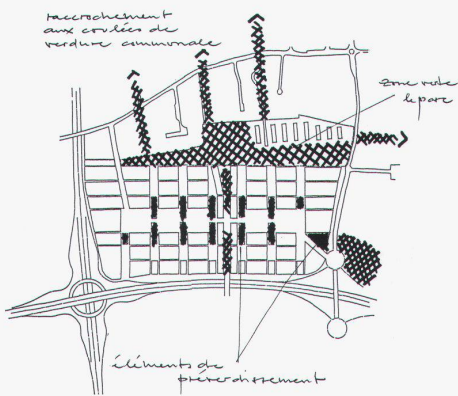 raccrochement
aux coulées de
verdure communale
zone verte
le parc
éléments de
préverdissement